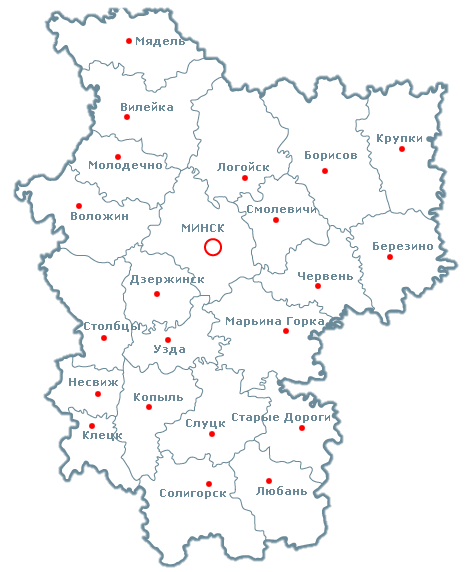 Мядель
Вилейка
Крупки
Борисов
Молодечно
Логойск
Смолевичи
Воложин
МИНСК
Березино
Червень
Дзержинск
Марьина Горка
Столбцы
Узда
Несвиж
Копыль
Старые Дороги
Слуцк
Клецк
Солигорск
Любань